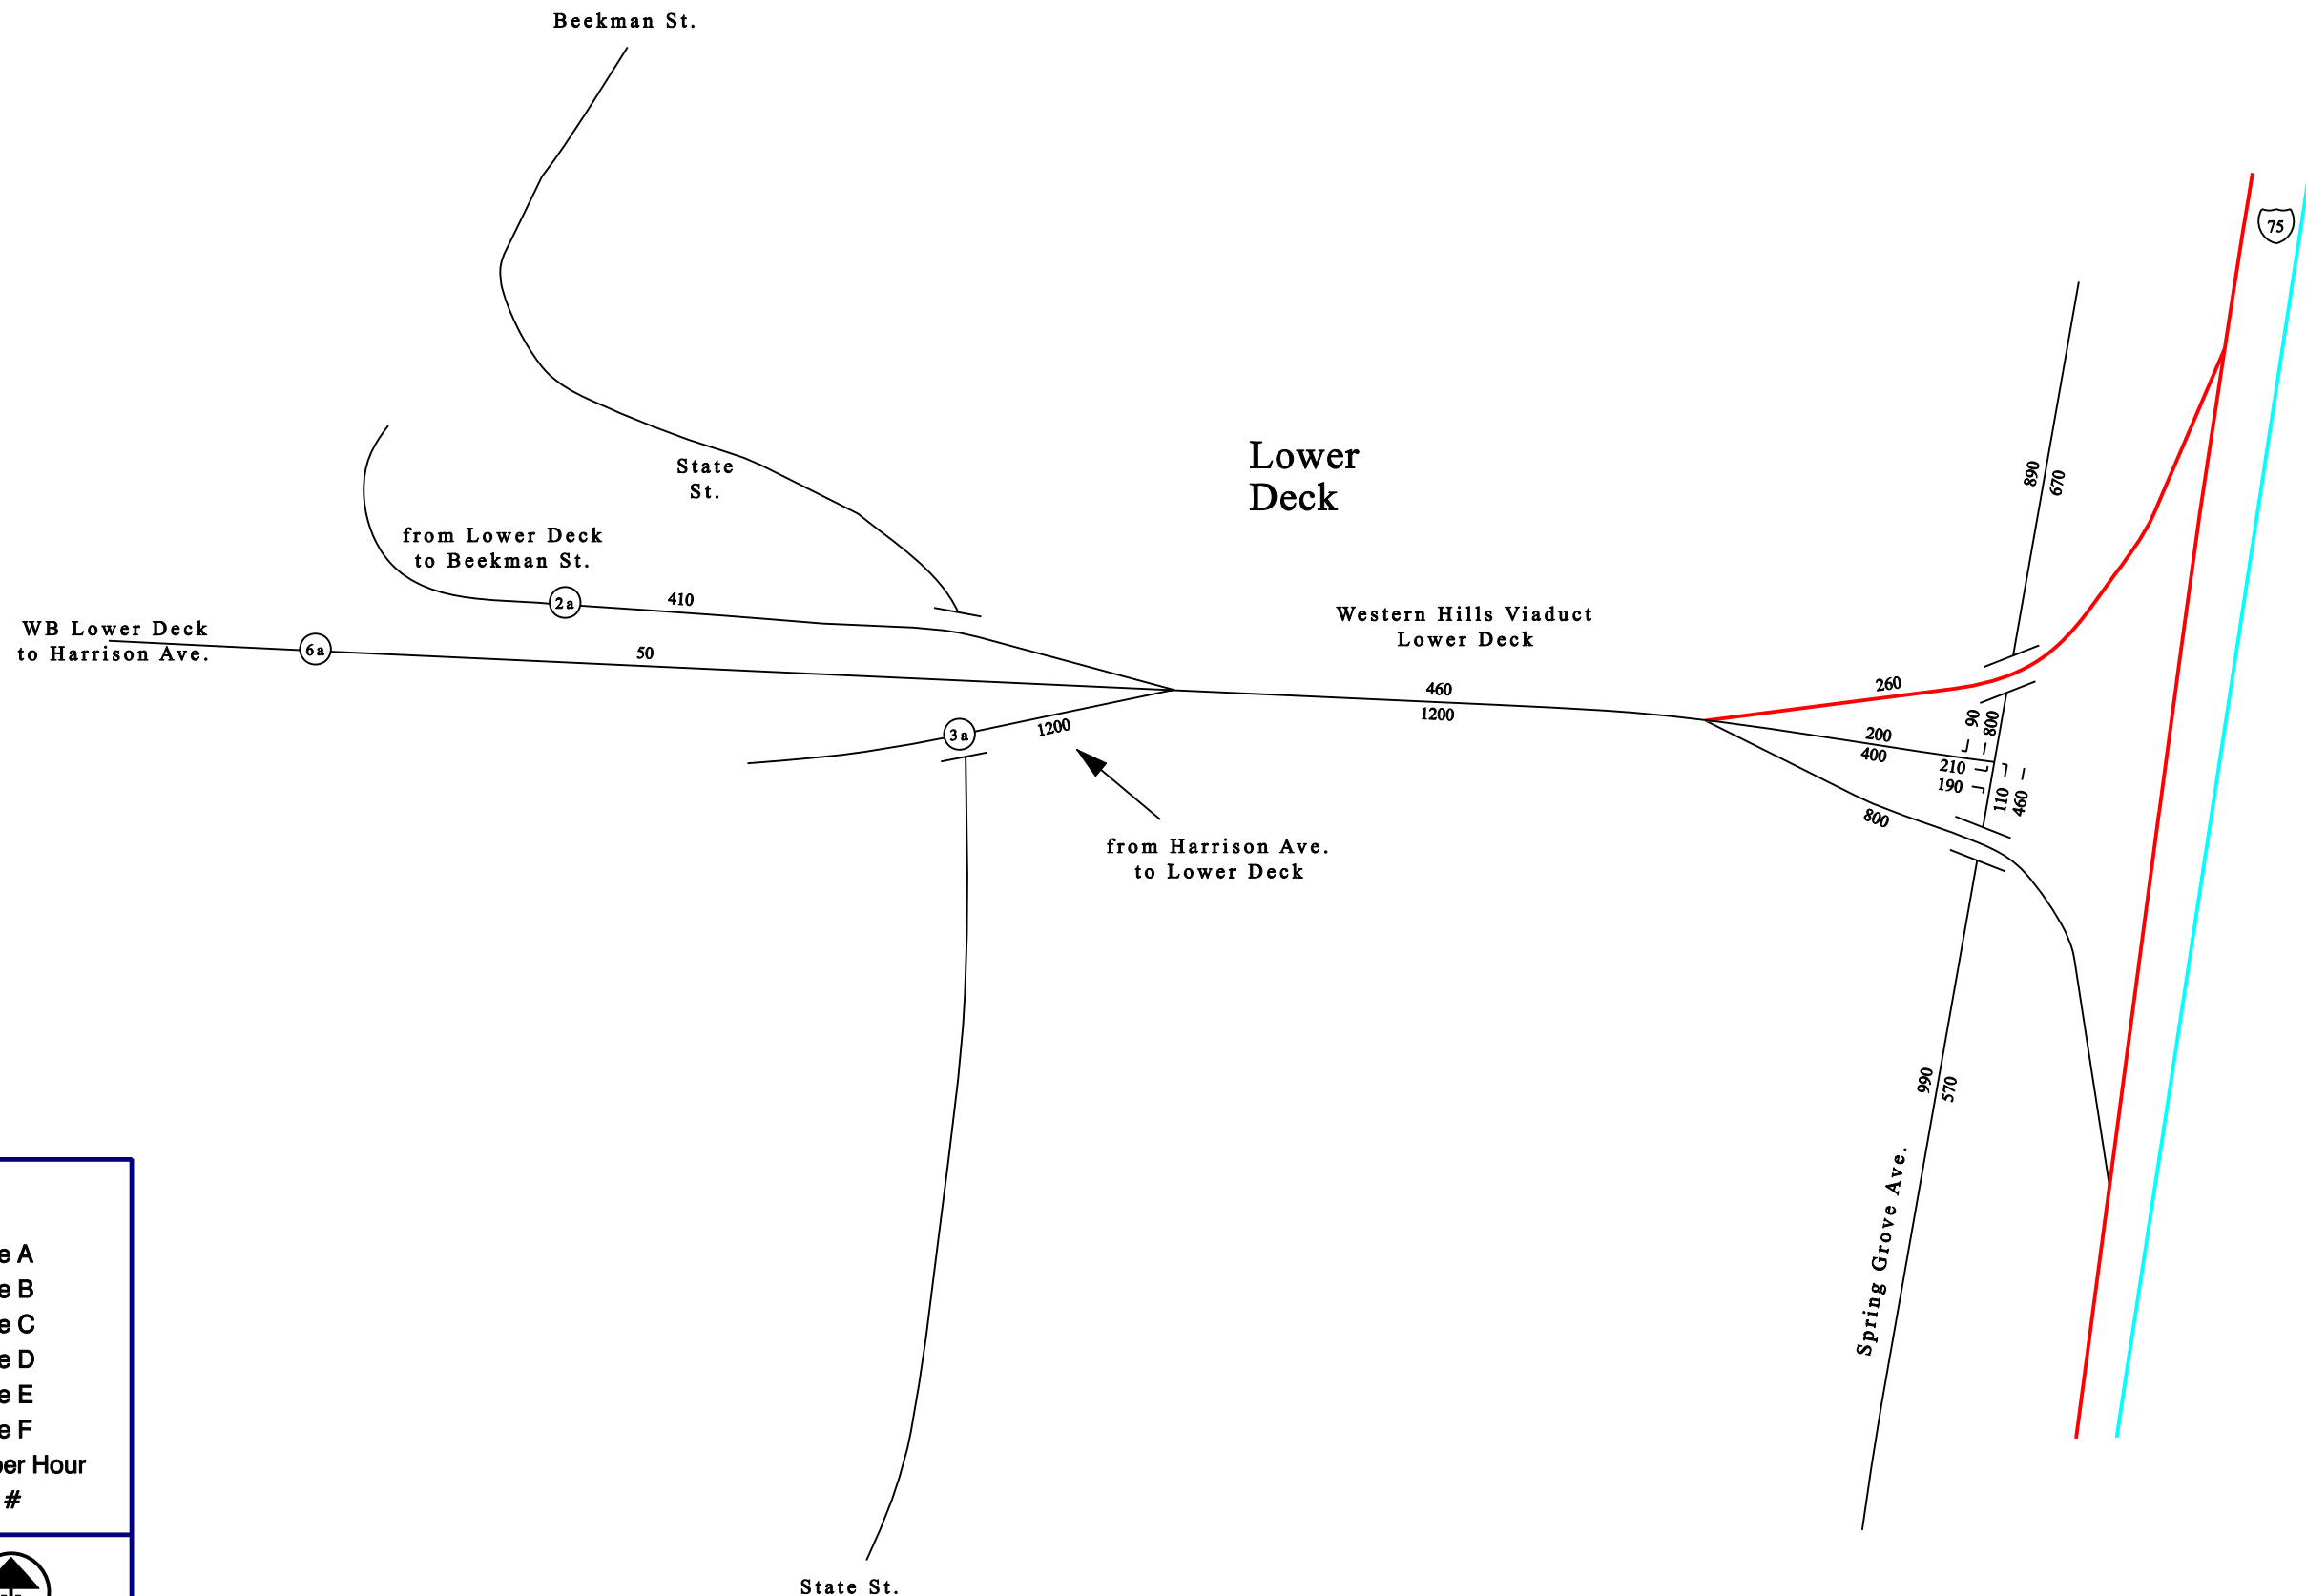 Beekman St.
75
Lower
Deck
State
St.
890
670
from Lower Deck
to Beekman St.
2a
410
WB Lower Deck
to Harrison Ave.
6a
50
Western Hills Viaduct
Lower Deck
460
1200
260
3a
1200
90
800
200
400
210
190
110
460
800
from Harrison Ave.
to Lower Deck
990
570
Spring Grove Ave.
e A
e B
e C
e D
e E
e F
per Hour
#
State St.